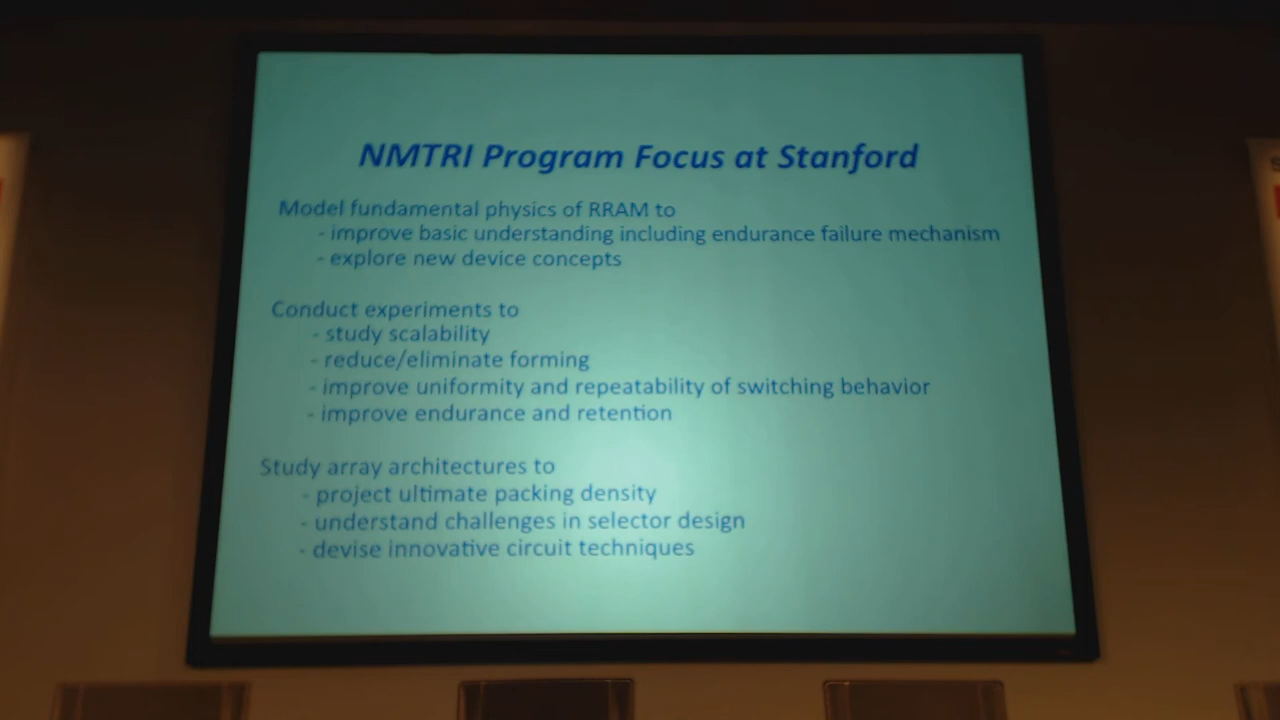 NMTRI Program Focus at Stanford
Model fundamental physics of RRAM to
- improve basic understanding including endurance failure mechanism
- explore new device concepts
Conduct experiments to
- study scalability
- reduce/eliminate forming
- improve uniformity and repeatability of switching behavior
- improve endurance and retention
Study array architectures to
- project ultimate packing density
- understand challenges in selector design
- devise innovative circuit techniques